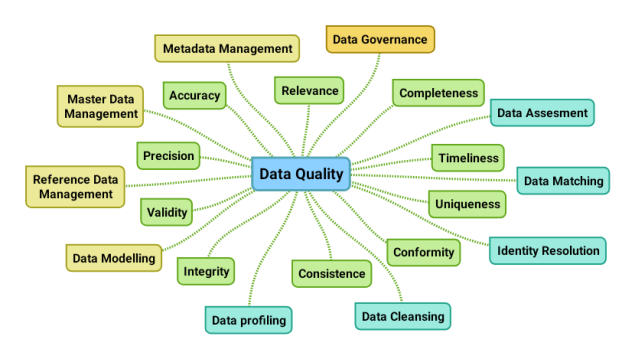 Data Governance
Metadata Management
Relevance
Completeness
Accuracy
Master Data
Management
Data Assesment
Precision
Timeliness
Data Quality
Reference Data
Management
Data Matching
Uniqueness
Validity
Conformity
Identity Resolution
Data Modelling
Integrity
Consistence
Data profiling
Data Cleansing